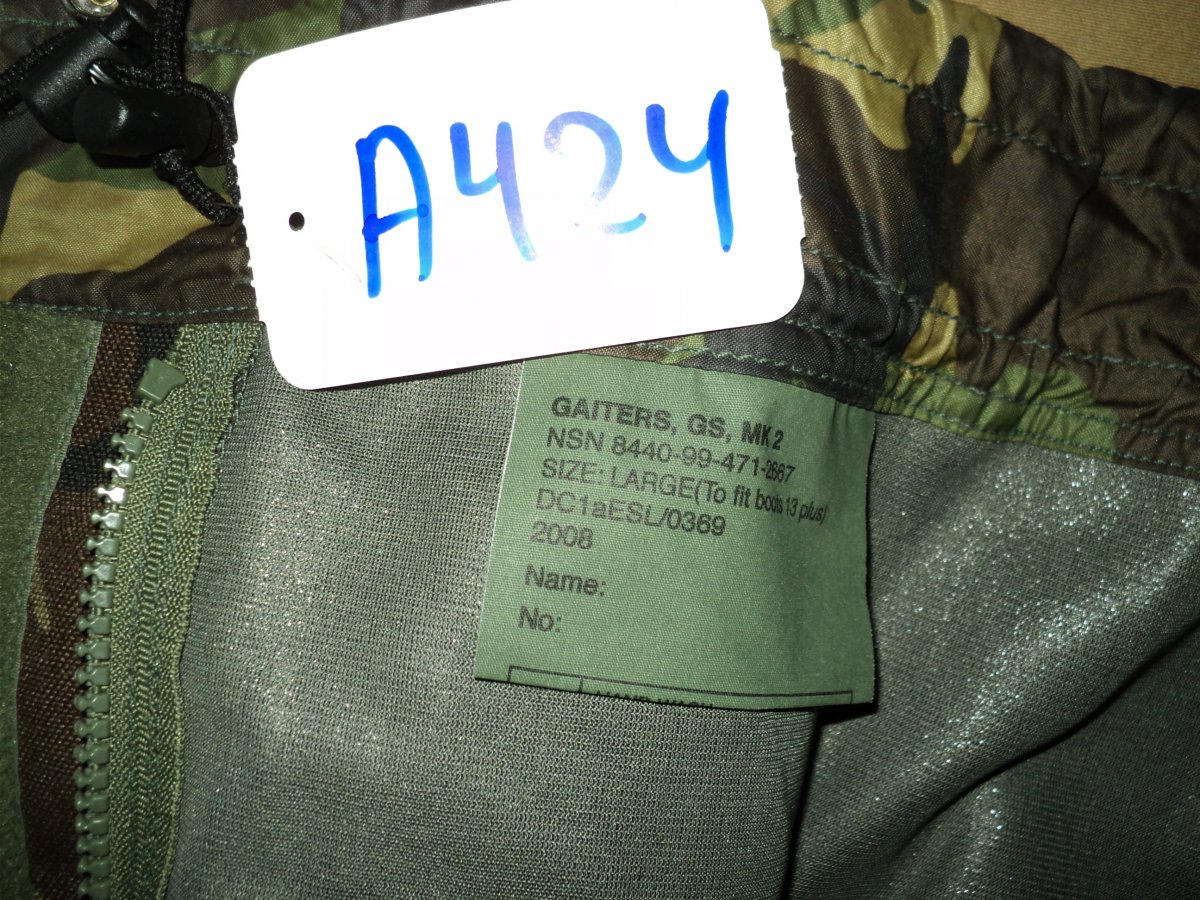 A424
GAITERS, GS, MK2
NSN 8440-99-471-2667
SIZE: LARGE(To fit boots 13 plus)
DC1aESL/0369
2008
Name:
No: